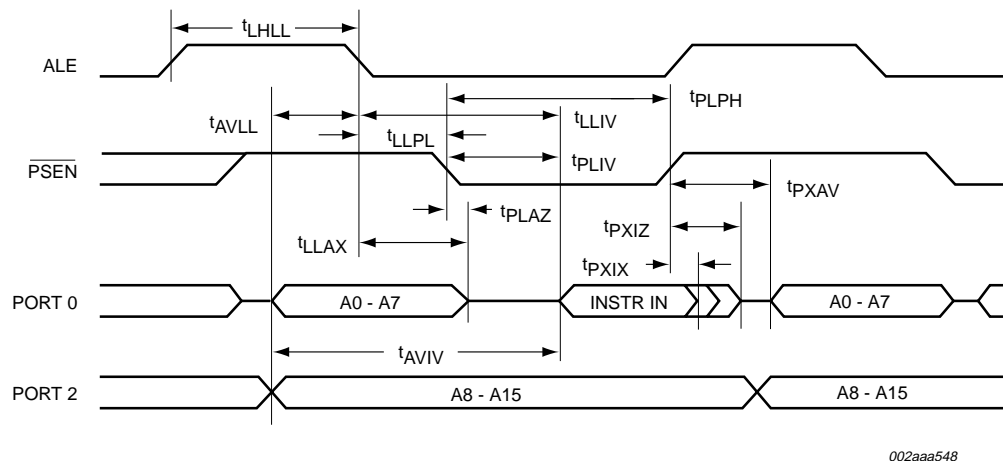 tLHLL
ALE
tPLPH
tAVLL
tLLIV
tLLPL
PSEN
tPLIV
tPXAV
tPLAZ
tLLAX
tPXIZ
tPXIX
PORT 0
A0 - A7
INSTR IN
A0 - A7
tAVIV
PORT 2
A8 - A15
A8 - A15
002aaa548